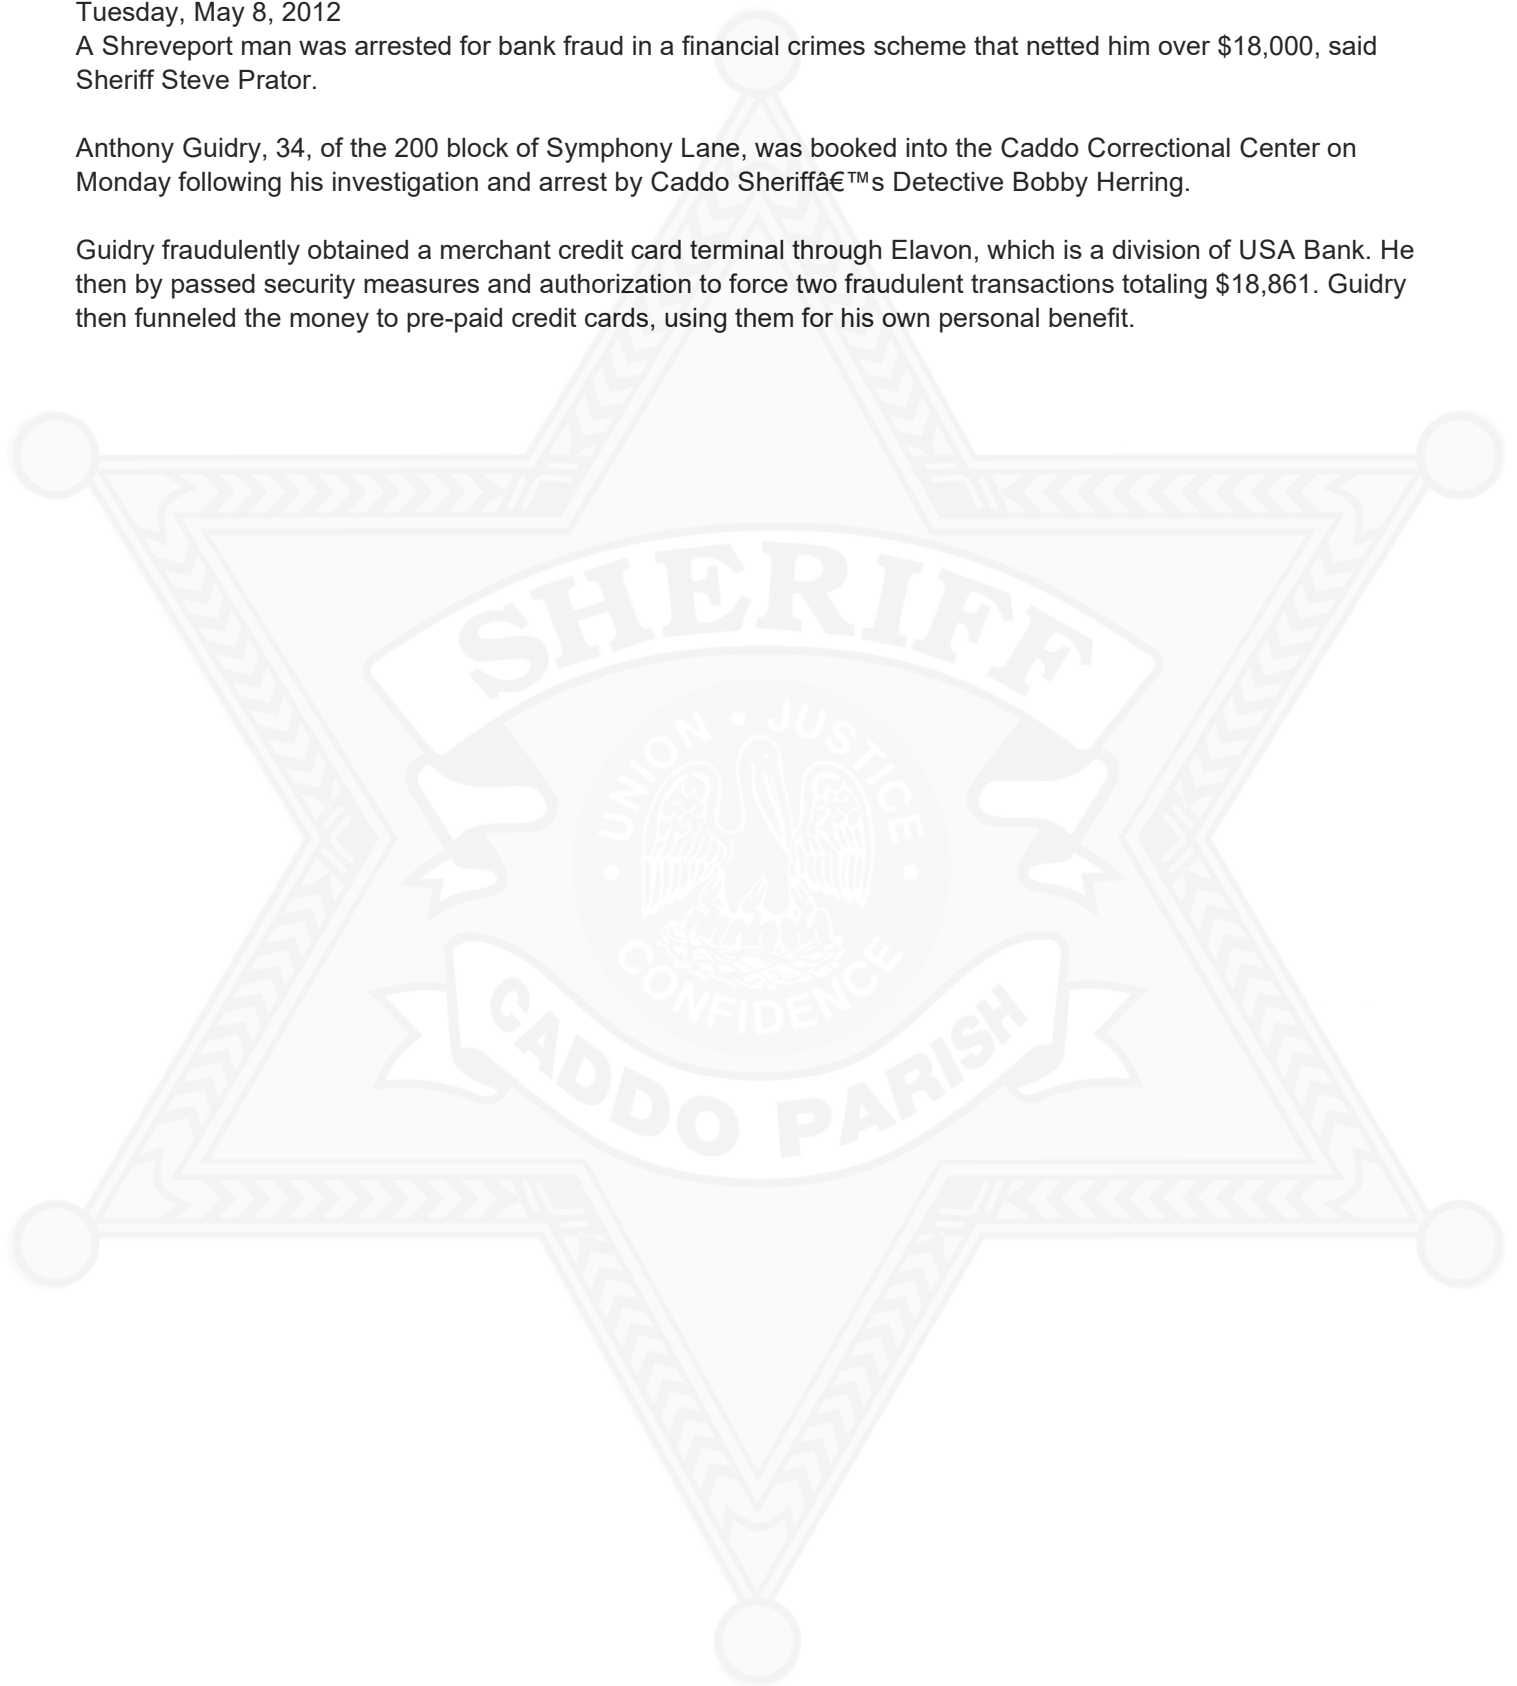 Tuesday, May 8, 2012
A Shreveport man was arrested for bank fraud in a financial crimes scheme that netted him over $18,000, said
Sheriff Steve Prator.
Anthony Guidry, 34, of the 200 block of Symphony Lane, was booked into the Caddo Correctional Center on
Monday following his investigation and arrest by Caddo Sheriffâ€™s Detective Bobby Herring.
Guidry fraudulently obtained a merchant credit card terminal through Elavon, which is a division of USA Bank. He
then by passed security measures and authorization to force two fraudulent transactions totaling $18,861. Guidry
then funneled the money to pre-paid credit cards, using them for his own personal benefit.
SHERIFF
UNION • JUSTICE
• CONFIDENCE •
CADDO PARISH